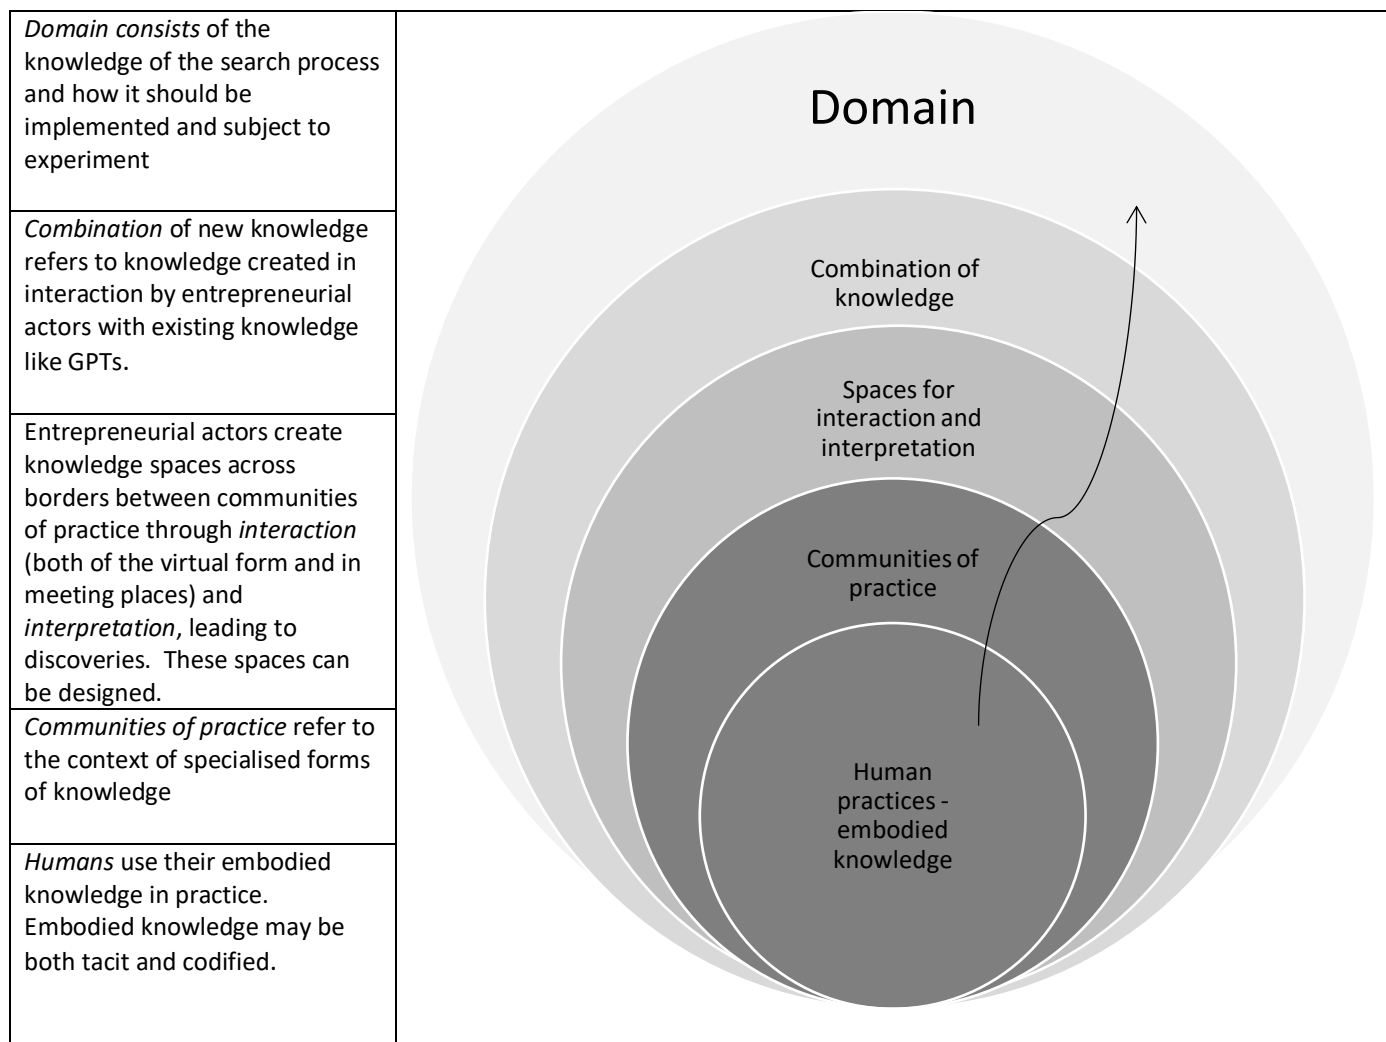 Domain consists of the
knowledge of the search process
and how it should be
implemented and subject to
experiment
Combination of new knowledge
refers to knowledge created in
interaction by entrepreneurial
actors with existing knowledge
like GPTs.
Entrepreneurial actors create
knowledge spaces across
borders between communities
of practice through interaction
(both of the virtual form and in
meeting places) and
interpretation, leading to
discoveries.  These spaces can
be designed.
Communities of practice refer to
the context of specialised forms
of knowledge
Humans use their embodied
knowledge in practice.
Embodied knowledge may be
both tacit and codified.
Domain
Combination of
knowledge
Spaces for
interaction and
interpretation
Communities of
practice
Human
practices -
embodied
knowledge